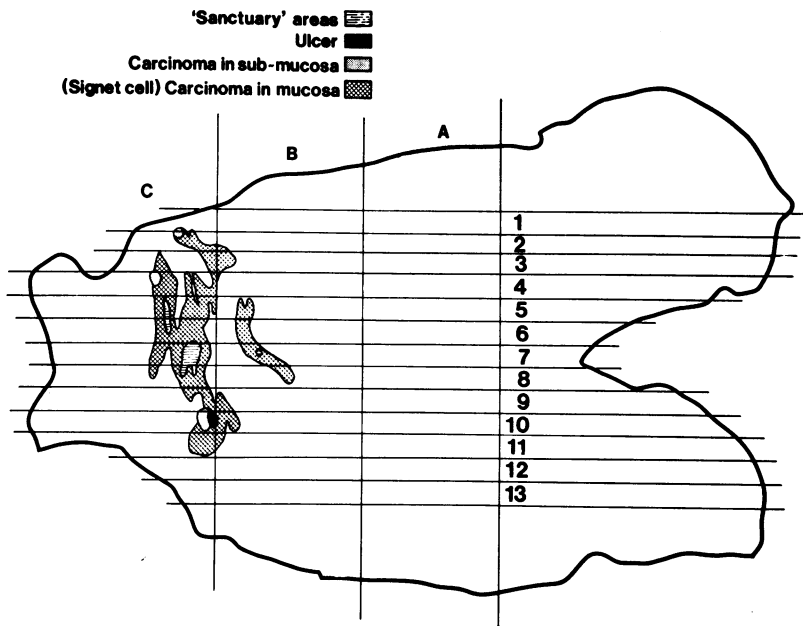 'Sanctuary' areas
Ulcer
Carcinoma in sub-mucosa
(Signet cell) Carcinoma in mucosa
A
B
C
1
2
3
4
5
6
7
8
9
10
11
12
13